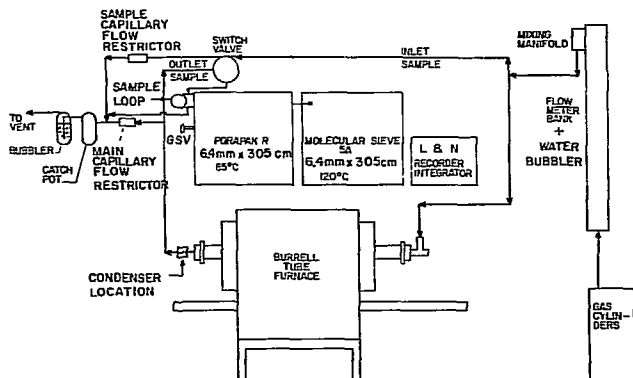 SAMPLE
CAPILLARY
FLOW
RESTRICTOR
SWITCH
VALVE
OUTLET
SAMPLE
INLET
SAMPLE
MIXING
MANIFOLD
SAMPLE
LOOP
TO
VENT
BUBBLER
CATCH
POT
MAIN
CAPILLARY
FLOW
RESTRICTOR
GSV
PORAPAK R
6.4mm x 305 cm
65°C
MOLECULAR SIEVE
5A
6.4mm x 305cm
120°C
L & N
RECORDER
INTEGRATOR
FLOW
METER
BANK
+
WATER
BUBBLER
CONDENSER
LOCATION
BURRELL
TUBE
FURNACE
GAS
CYLIN-
DERS